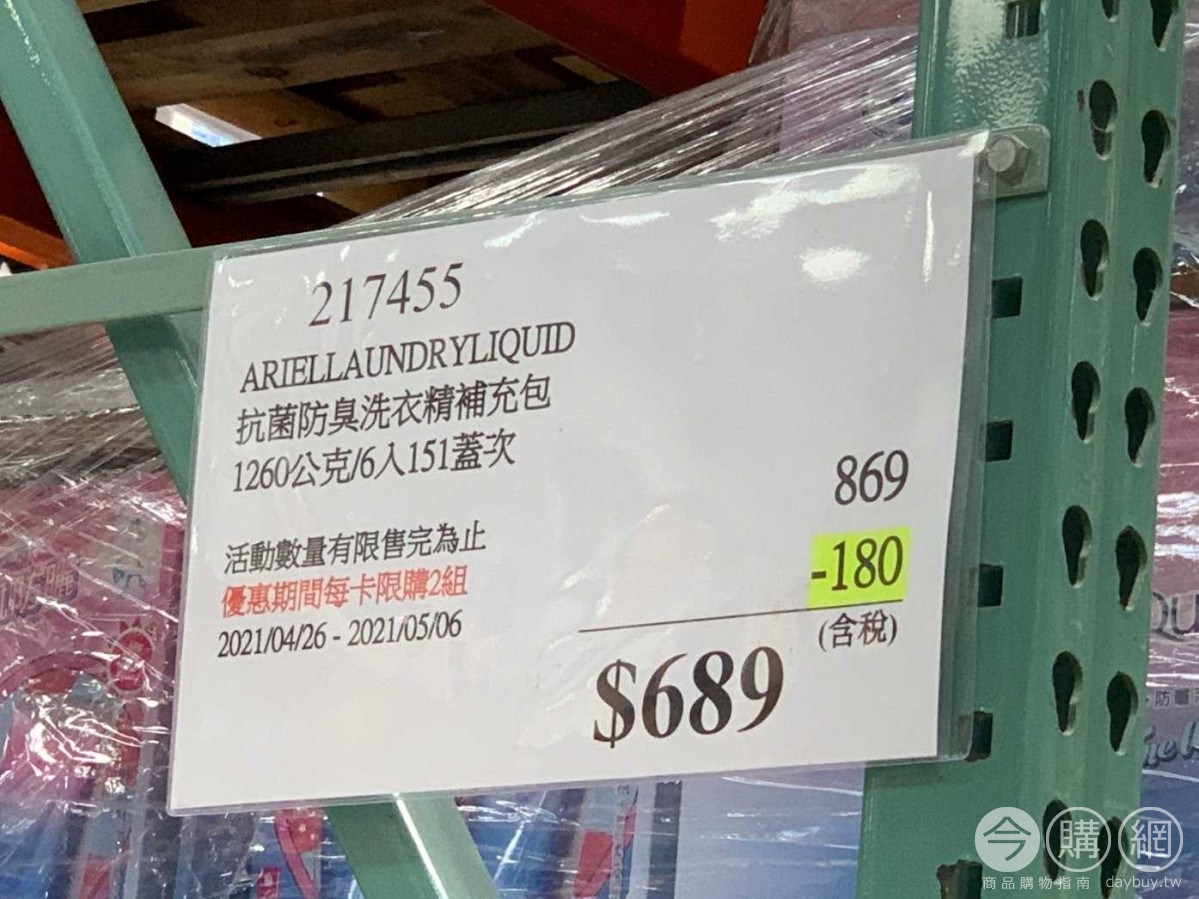 217455
ARIELLAUNDRYLIQUID
抗菌防臭洗衣精補充包
1260公克/6入151蓋次
869
-180
活動數量有限售完為止
優惠期間每卡限購2組
2021/04/26 - 2021/05/06
(含稅)
$689
QU
防曬
今購網
商品購物指南 daybuy.tw